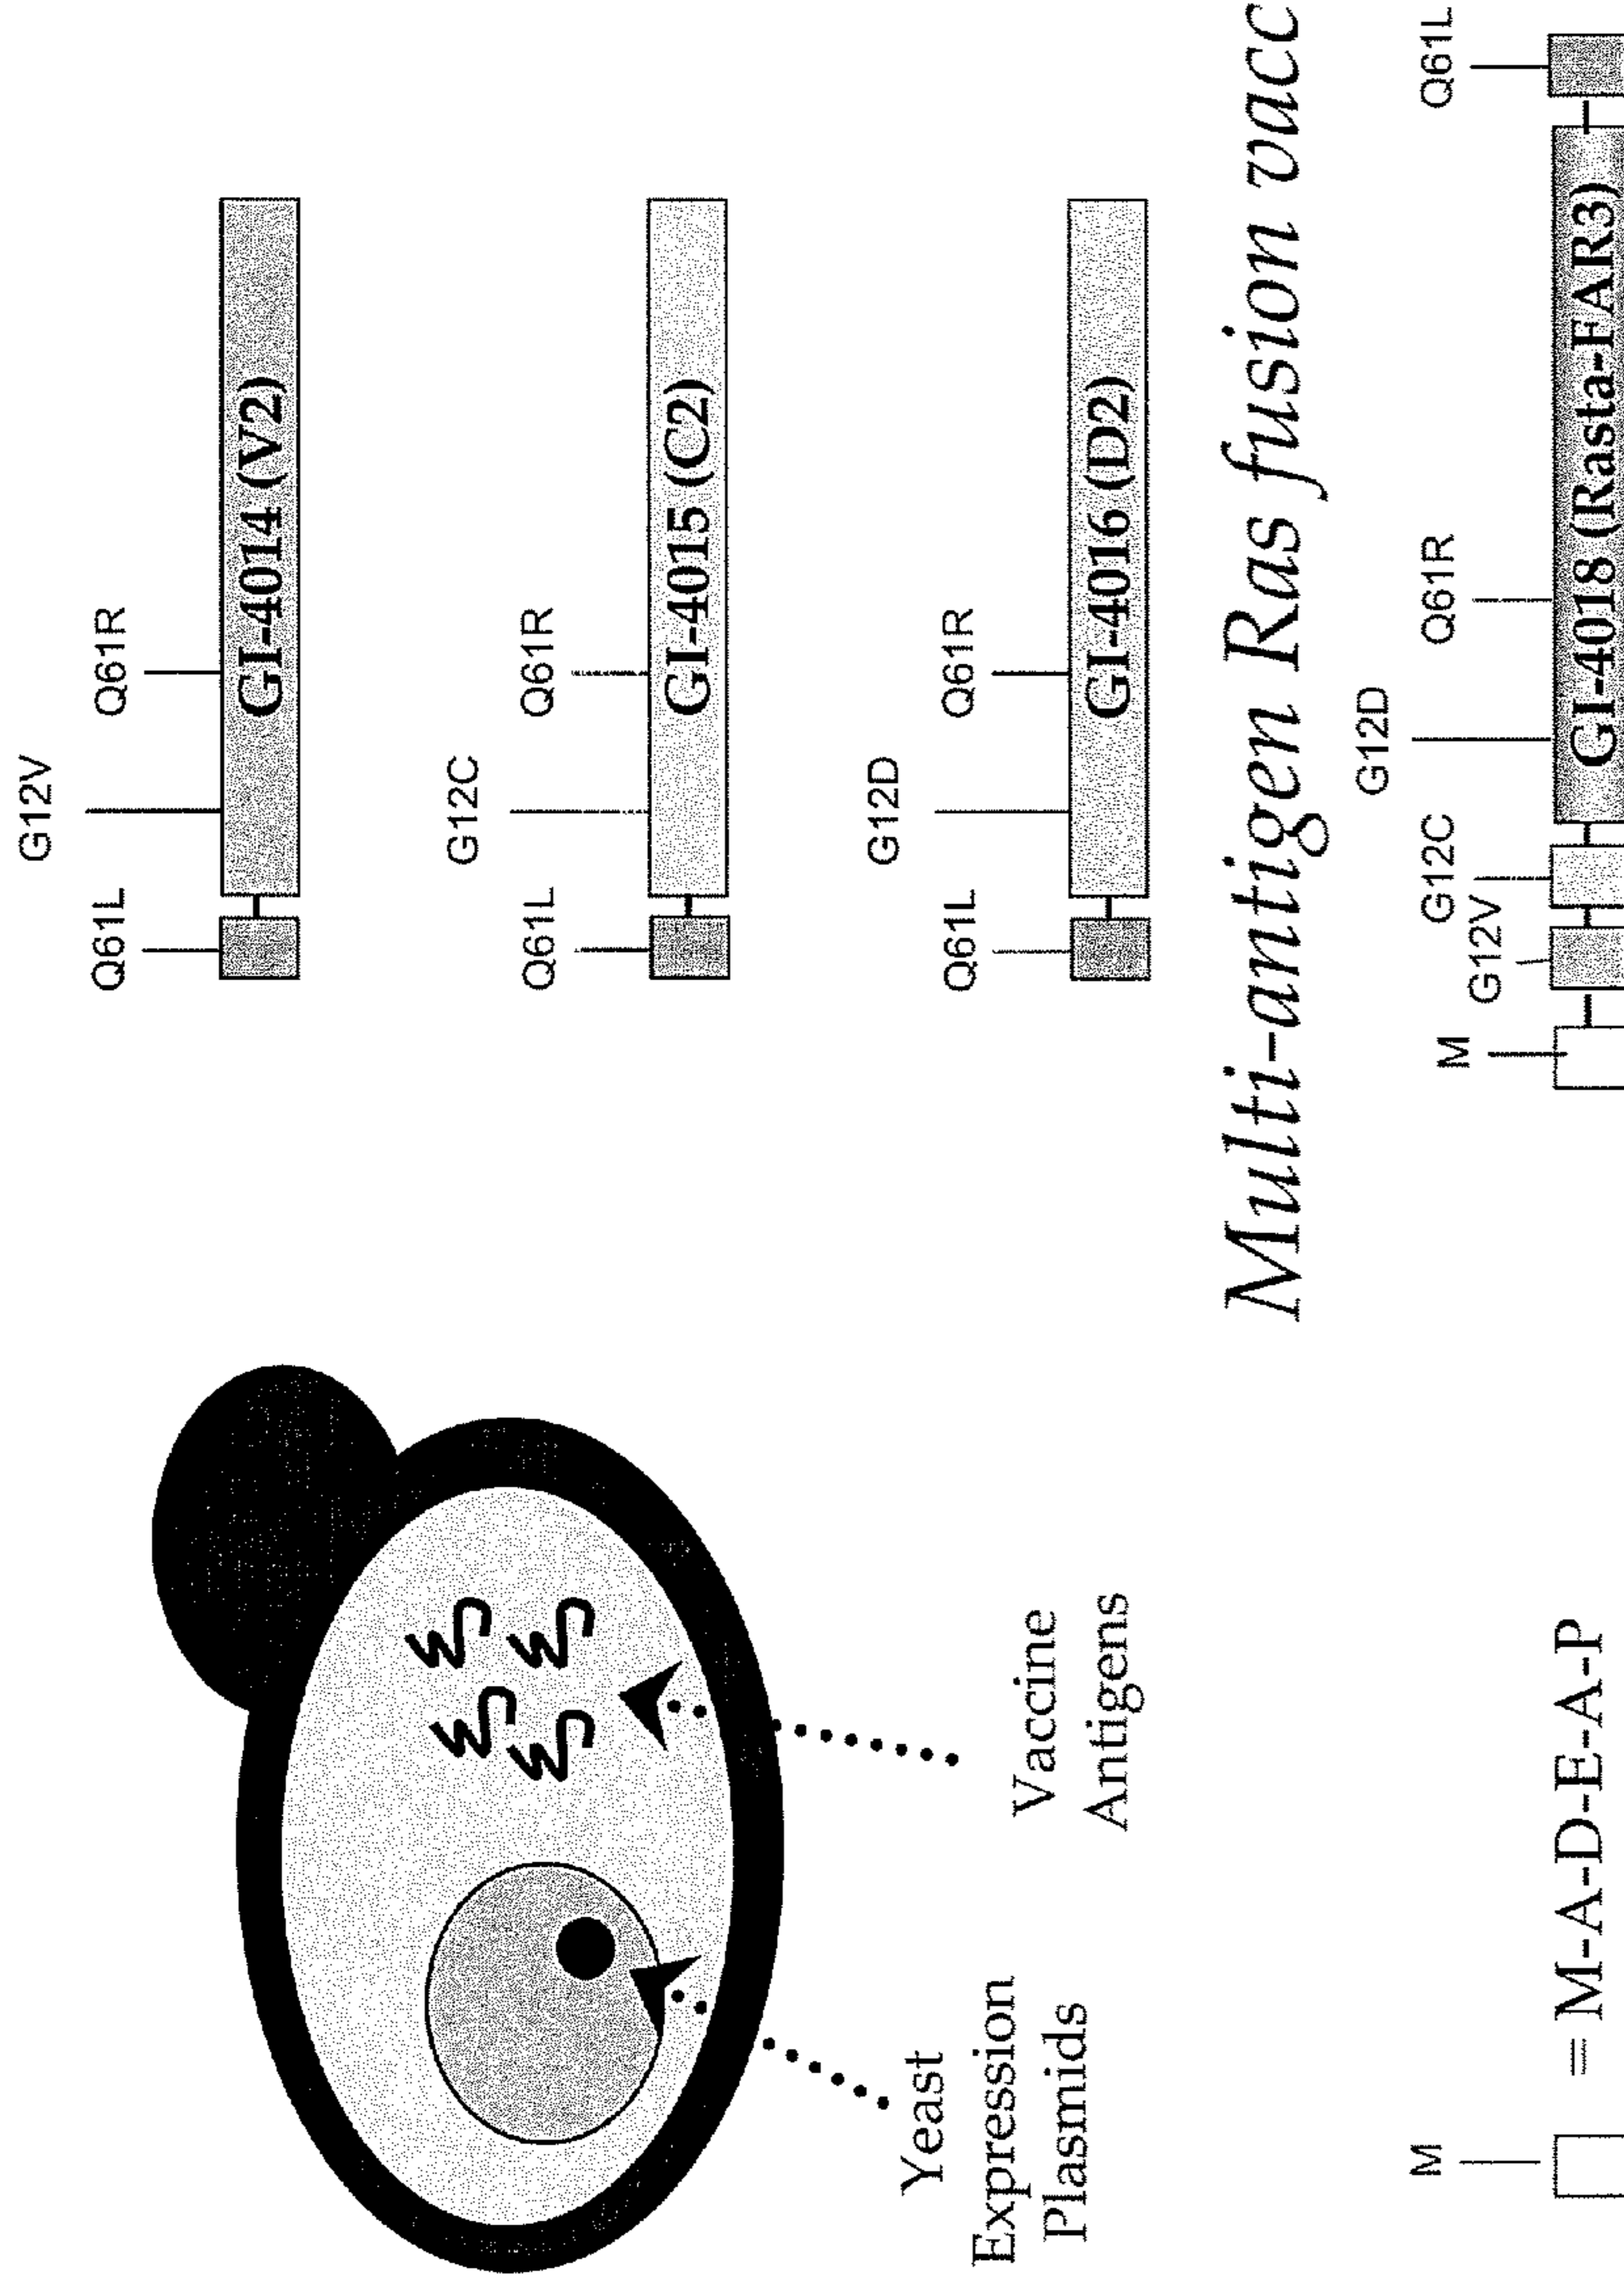 Q61L
G12V
Q61R
GI-4014 (V2)
Q61L
G12C
Q61R
GI-4015 (C2)
Q61L
G12D
Q61R
GI-4016 (D2)
Yeast
Expression
Plasmids
Vaccine
Antigens
Multi-antigen Ras fusion vacc
M
= M-A-D-E-A-P
M
G12V
G12C
G12D
Q61R
Q61L
GI-4018 (Rasta-FAR3)